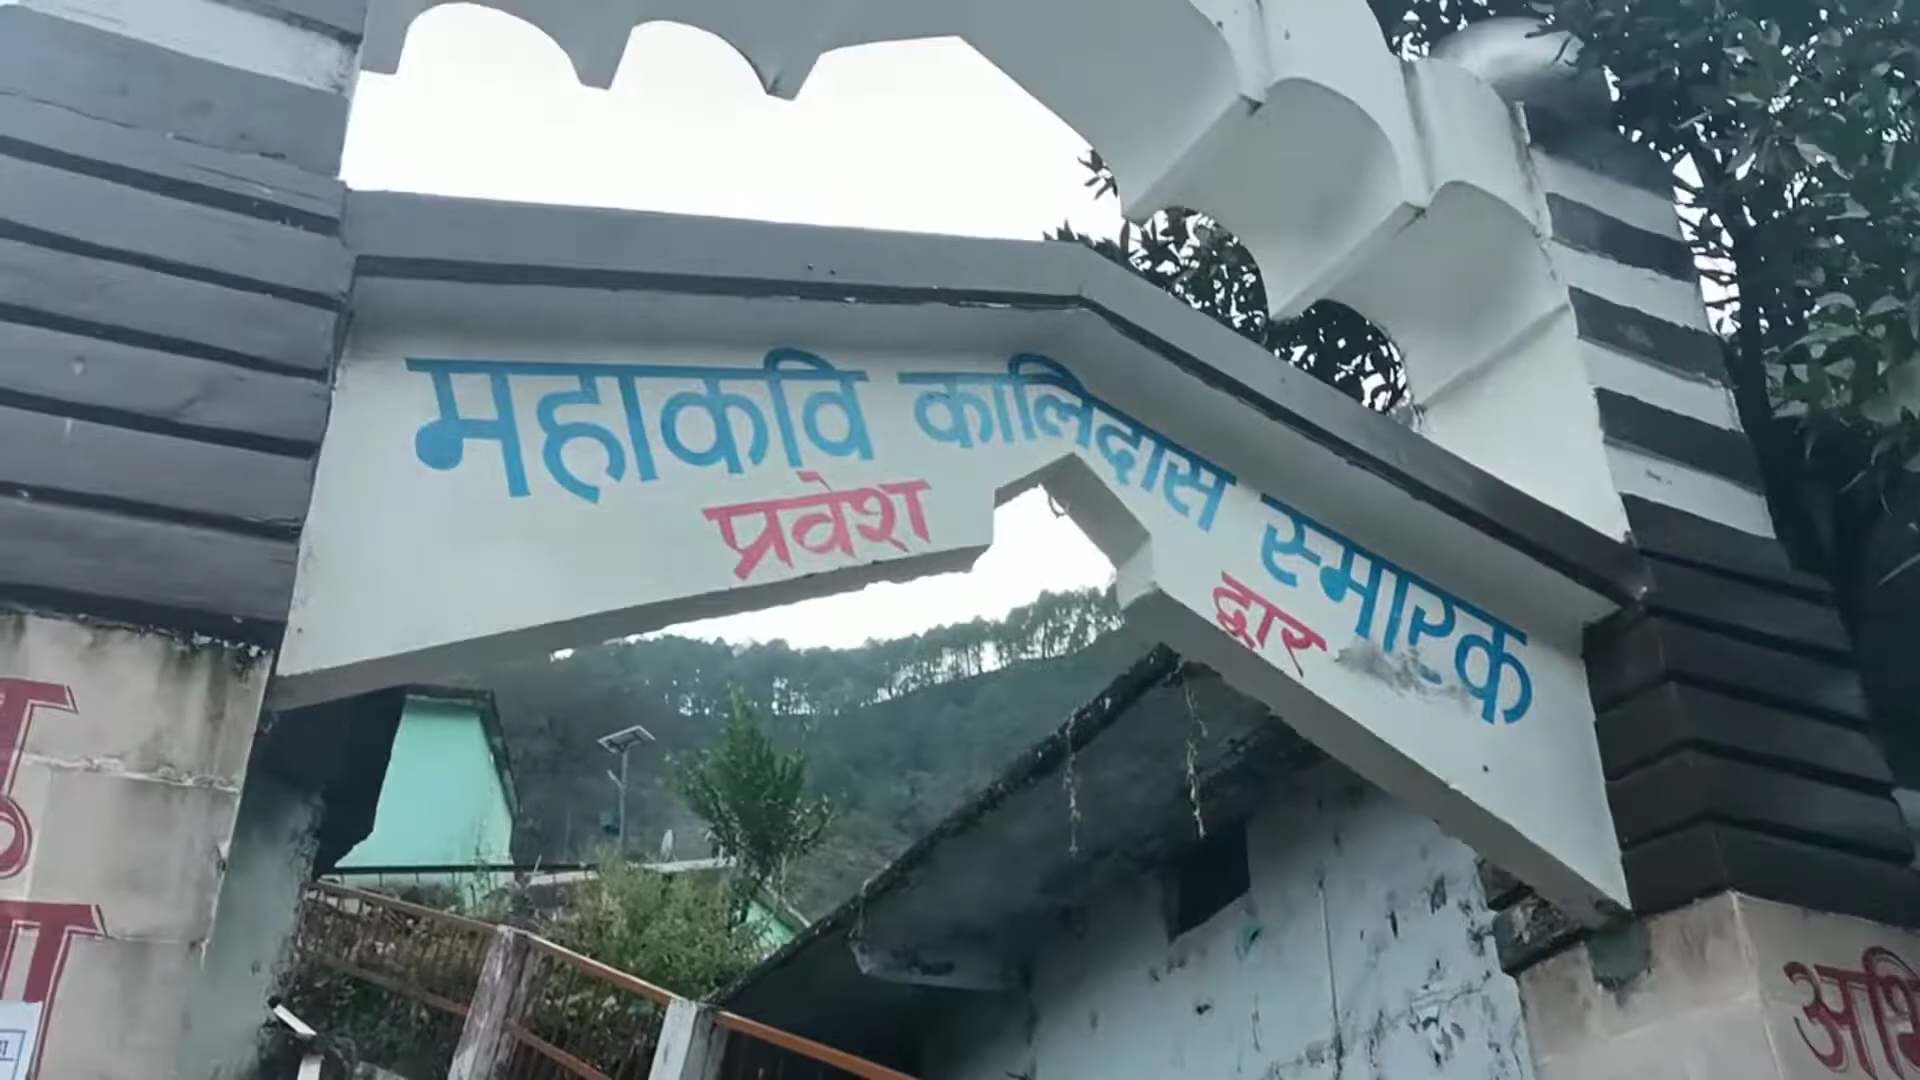 महाकवि कालिदास स्मारक
प्रवेश द्वार